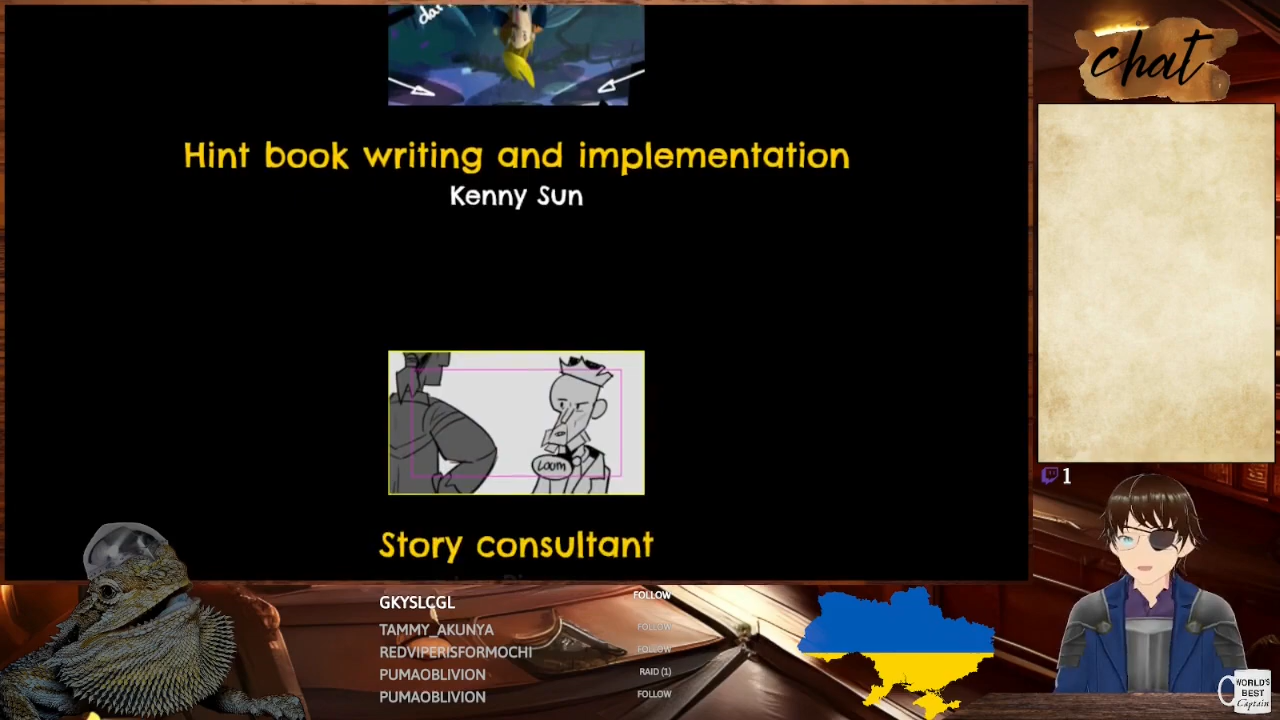 chat
Hint book writing and implementation
Kenny Sun
Loom
1
Story consultant
GKYSLCGL FOLLOW
TAMMY_AKUNYA FOLLOW
REDVIPERISFORMOCHI FOLLOW
PUMAOBLIVION RAID (1)
PUMAOBLIVION FOLLOW
WORLD'S
BEST
Captain